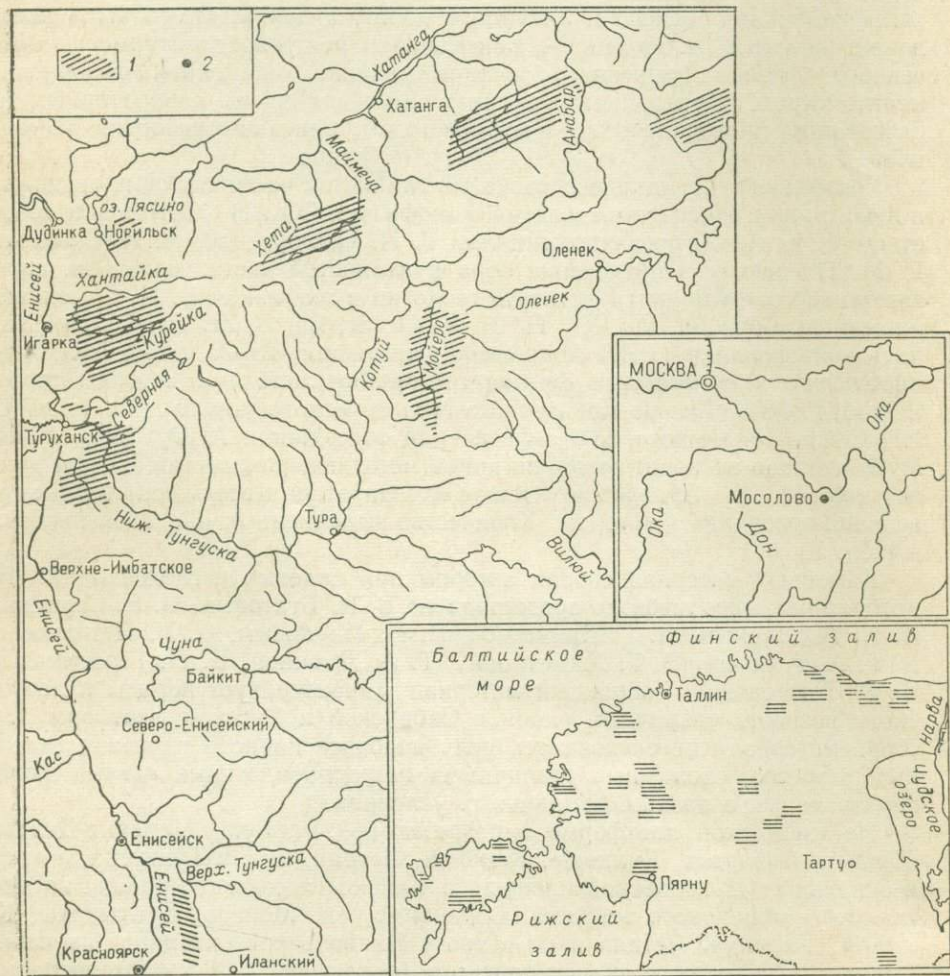 1 2
Хатанга
Хатанга
Анабар
Маймеча
оз. Пясино
Дудинка
Норильск
Хета
Оленек
Хантайка
Оленек
Енисей
Курейка
Игарка
Мойеро
Котуй
Северная
Туруханск
Ниж. Тунгуска
Тура
Вилюй
Верхне-Имбатское
Енисей
Чуна
Байкит
Северо-Енисейский
Кас
Енисейск
Верх. Тунгуска
Енисей
Красноярск
Иланский
МОСКВА
Ока
Мосолово
Ока
Дон
Финский залив
Балтийское
море
Таллин
Нарва
Чудское
озеро
Тарту
Пярну
Рижский
залив